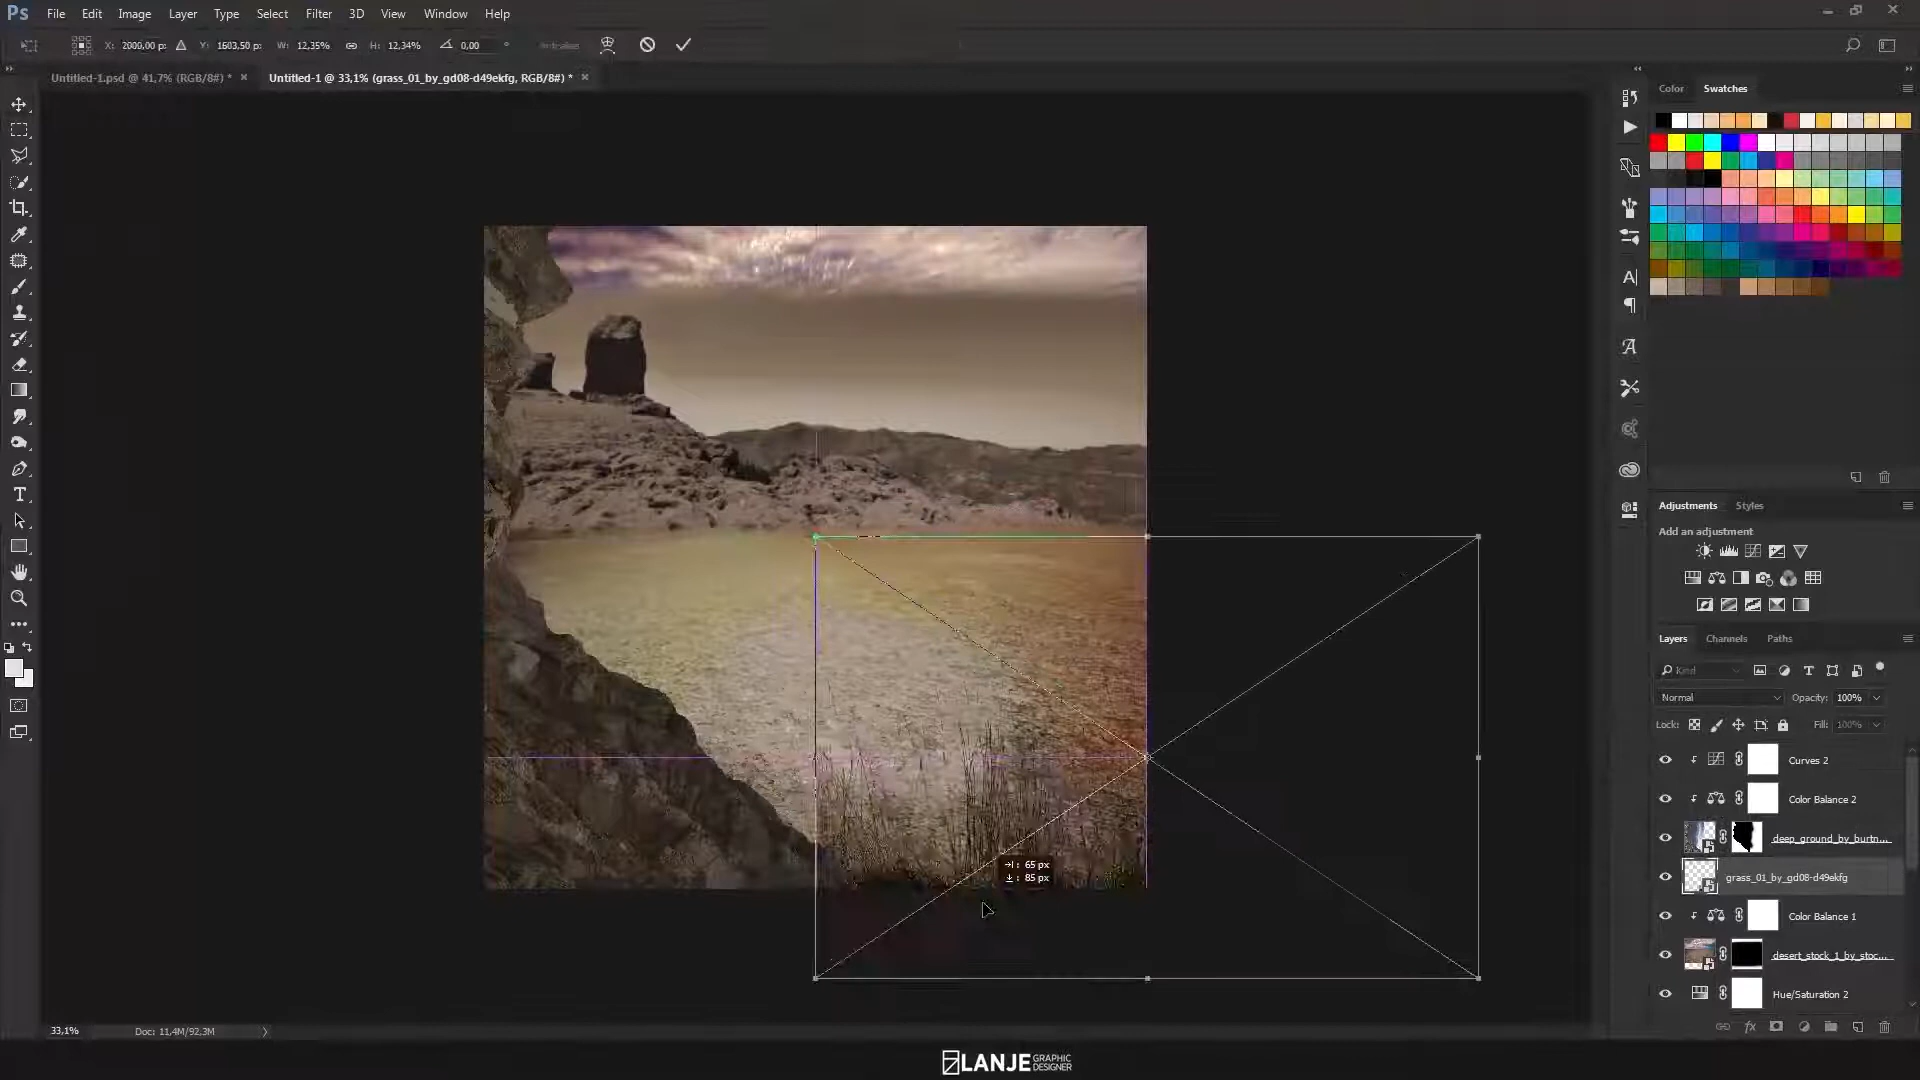 Ps File Edit Image Layer Type Select Filter 3D View Window Help
X: 2000,00 p: Y: 1603,50 p: W: 12,35% H: 12,34% 0,00 °
Untitled-1.psd @ 41,7% (RGB/8#) * × Untitled-1 @ 33,1% (grass_01_by_gd08-d49ekfg, RGB/8#) * ×
Color Swatches
Adjustments Styles
Add an adjustment
Layers Channels Paths
Kind
Normal Opacity: 100%
Lock: Fill: 100%
Curves 2
Color Balance 2
deep_ground_by_burtn...
grass_01_by_gd08-d49ekfg
Color Balance 1
desert_stock_1_by_stoc...
Hue/Saturation 2
: 65 px
: 85 px
33,1% Doc: 11,4M/92,3M
LANJE GRAPHIC
DESIGNER